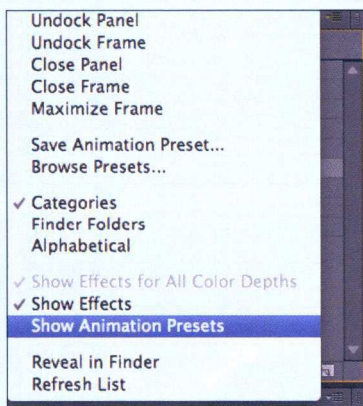 Undock Panel
Undock Frame
Close Panel
Close Frame
Maximize Frame
Save Animation Preset...
Browse Presets...
✓ Categories
Finder Folders
Alphabetical
✓ Show Effects for All Color Depths
✓ Show Effects
Show Animation Presets
Reveal in Finder
Refresh List